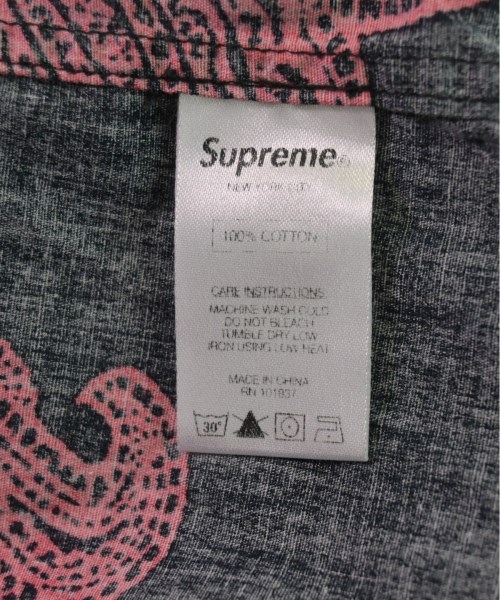 Supreme®
NEW YORK CITY
100% COTTON
CARE INSTRUCTIONS:
MACHINE WASH COLD
DO NOT BLEACH
TUMBLE DRY LOW
IRON USING LOW HEAT
MADE IN CHINA
RN 101837
30°